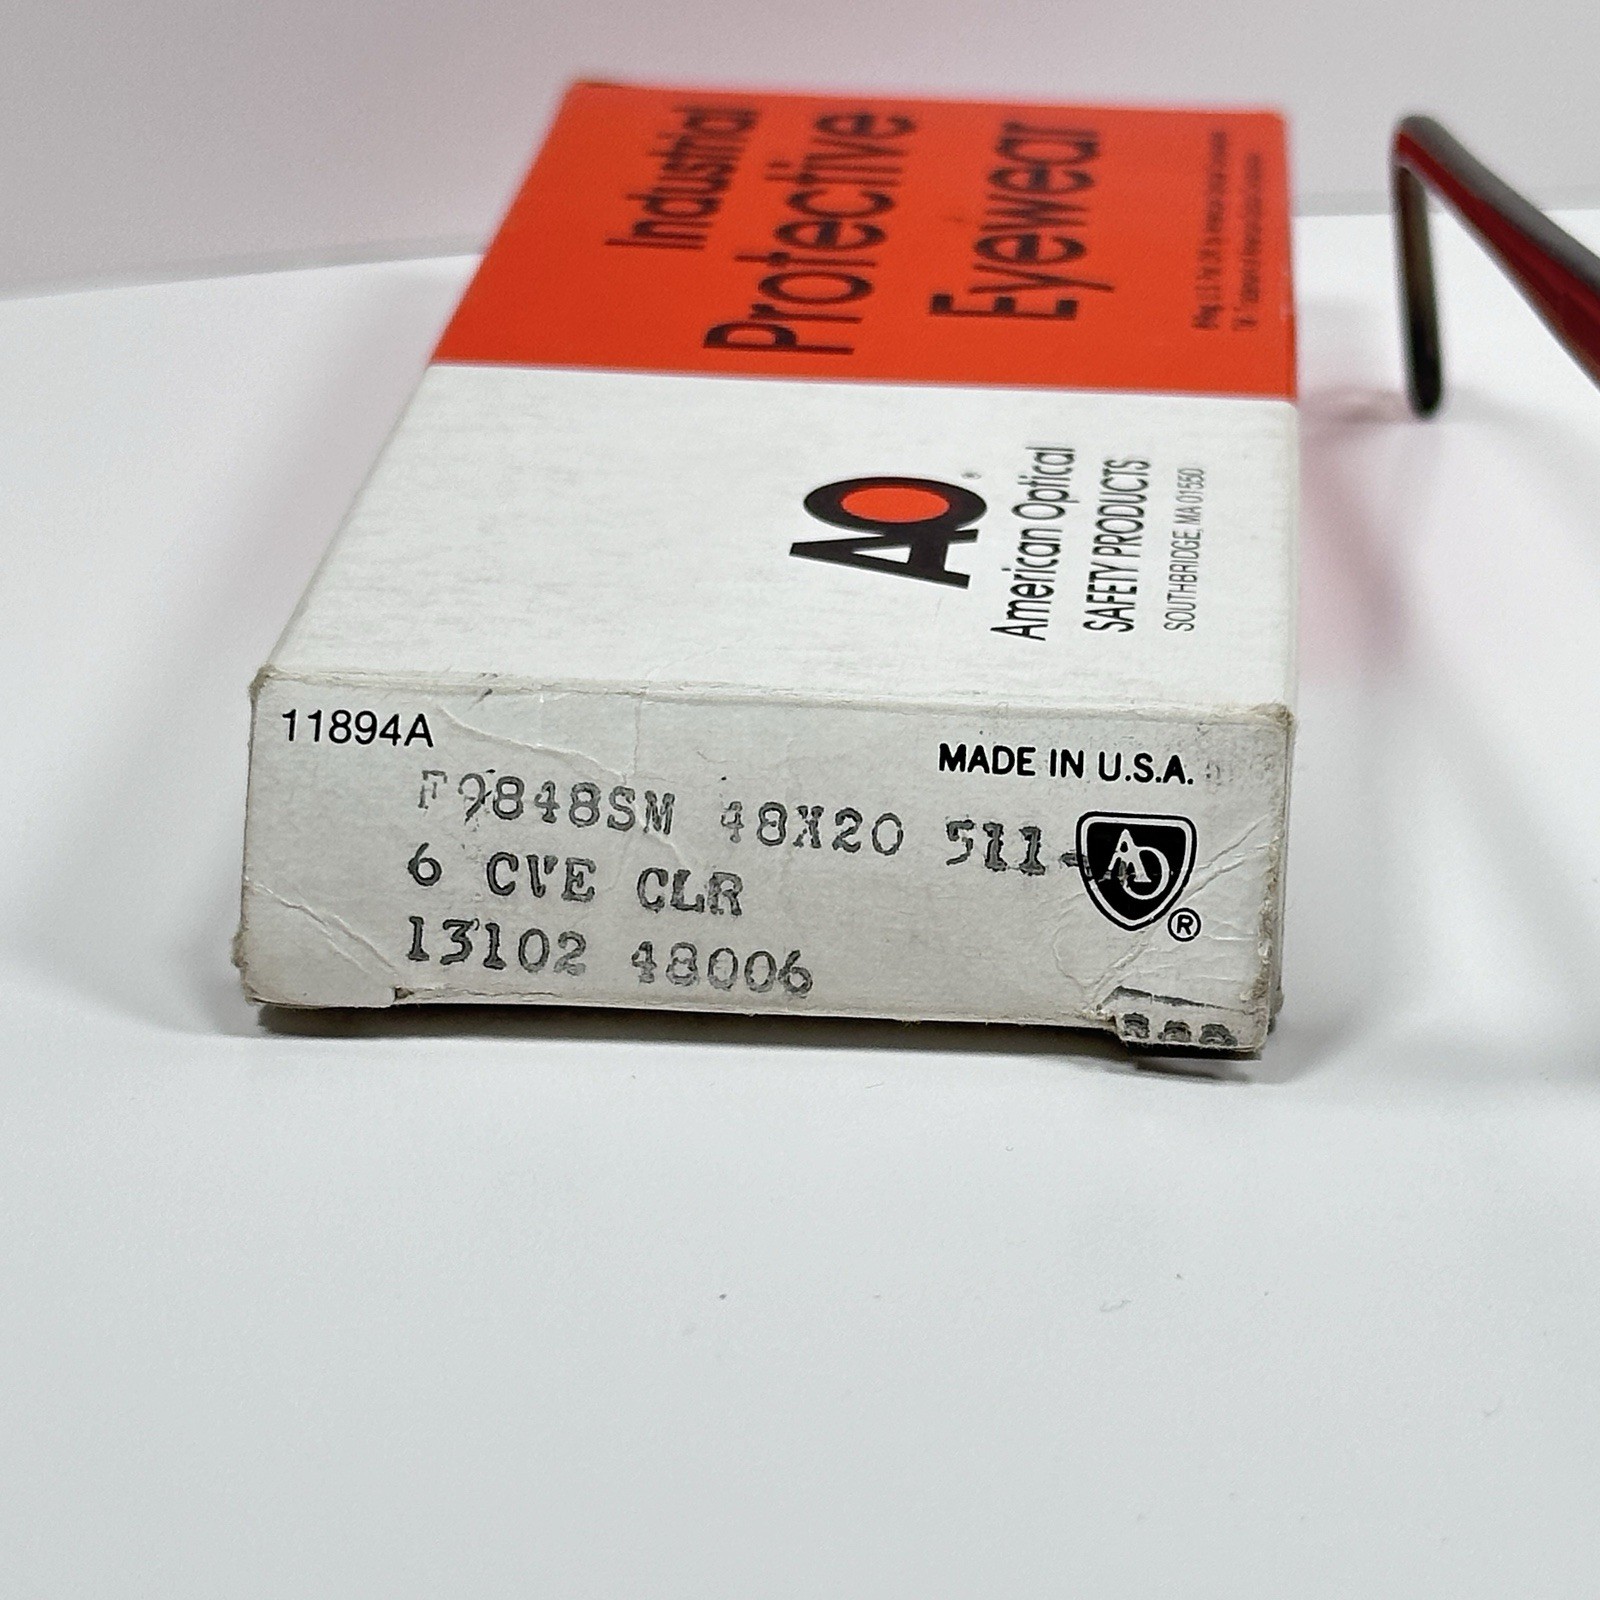 Industrial
Protective
Eyewear
AO®
American Optical
SAFETY PRODUCTS
SOUTHBRIDGE, MA 01550
11894A
MADE IN U.S.A.
F9848SM 48X20 511-
6 CVE CLR
13102 48006
AO
®